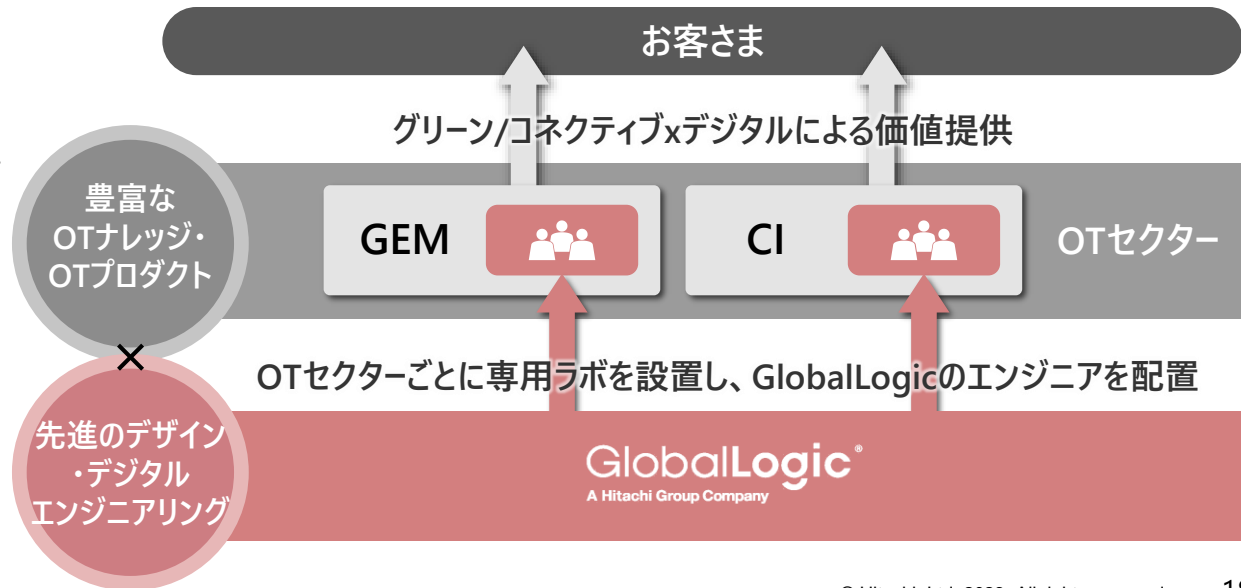 お客さま
グリーン/コネクティブxデジタルによる価値提供
豊富な
OTナレッジ・
OTプロダクト
GEM
CI
OTセクター
×
OTセクターごとに専用ラボを設置し、GlobalLogicのエンジニアを配置
先進のデザイン
・デジタル
エンジニアリング
GlobalLogic®
A Hitachi Group Company